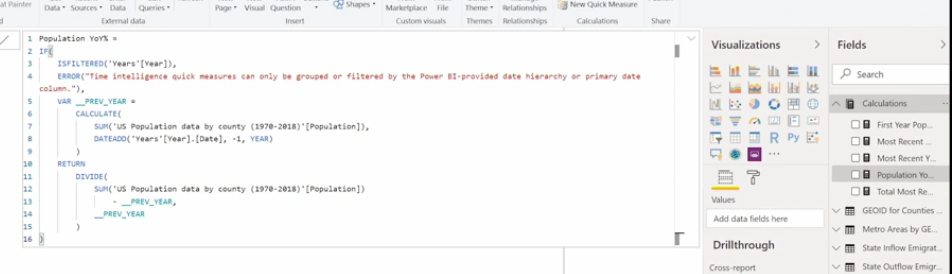 at Painter
Data Sources Data Queries
Page Visual Question
Shapes
Marketplace File
Theme
Relationships
New Quick Measure
External data
Insert
Custom visuals
Themes
Relationships
Calculations
Share
1 Population YoY% =
2 IF(
3 ISFILTERED('Years'[Year]),
4 ERROR("Time intelligence quick measures can only be grouped or filtered by the Power BI-provided date hierarchy or primary date
column."),
5 VAR __PREV_YEAR =
6 CALCULATE(
7 SUM('US Population data by county (1970-2018)'[Population]),
8 DATEADD('Years'[Year].[Date], -1, YEAR)
9 )
10 RETURN
11 DIVIDE(
12 SUM('US Population data by county (1970-2018)'[Population])
13 - __PREV_YEAR,
14 __PREV_YEAR
15 )
16 )
Visualizations
R Py
...
Values
Add data fields here
Drillthrough
Cross-report
Fields
Search
Calculations
First Year Pop...
Most Recent ...
Most Recent Y...
Population Yo...
Total Most Re...
GEOID for Counties ...
Metro Areas by GE...
State Inflow Emigrat...
State Outflow Emigr...